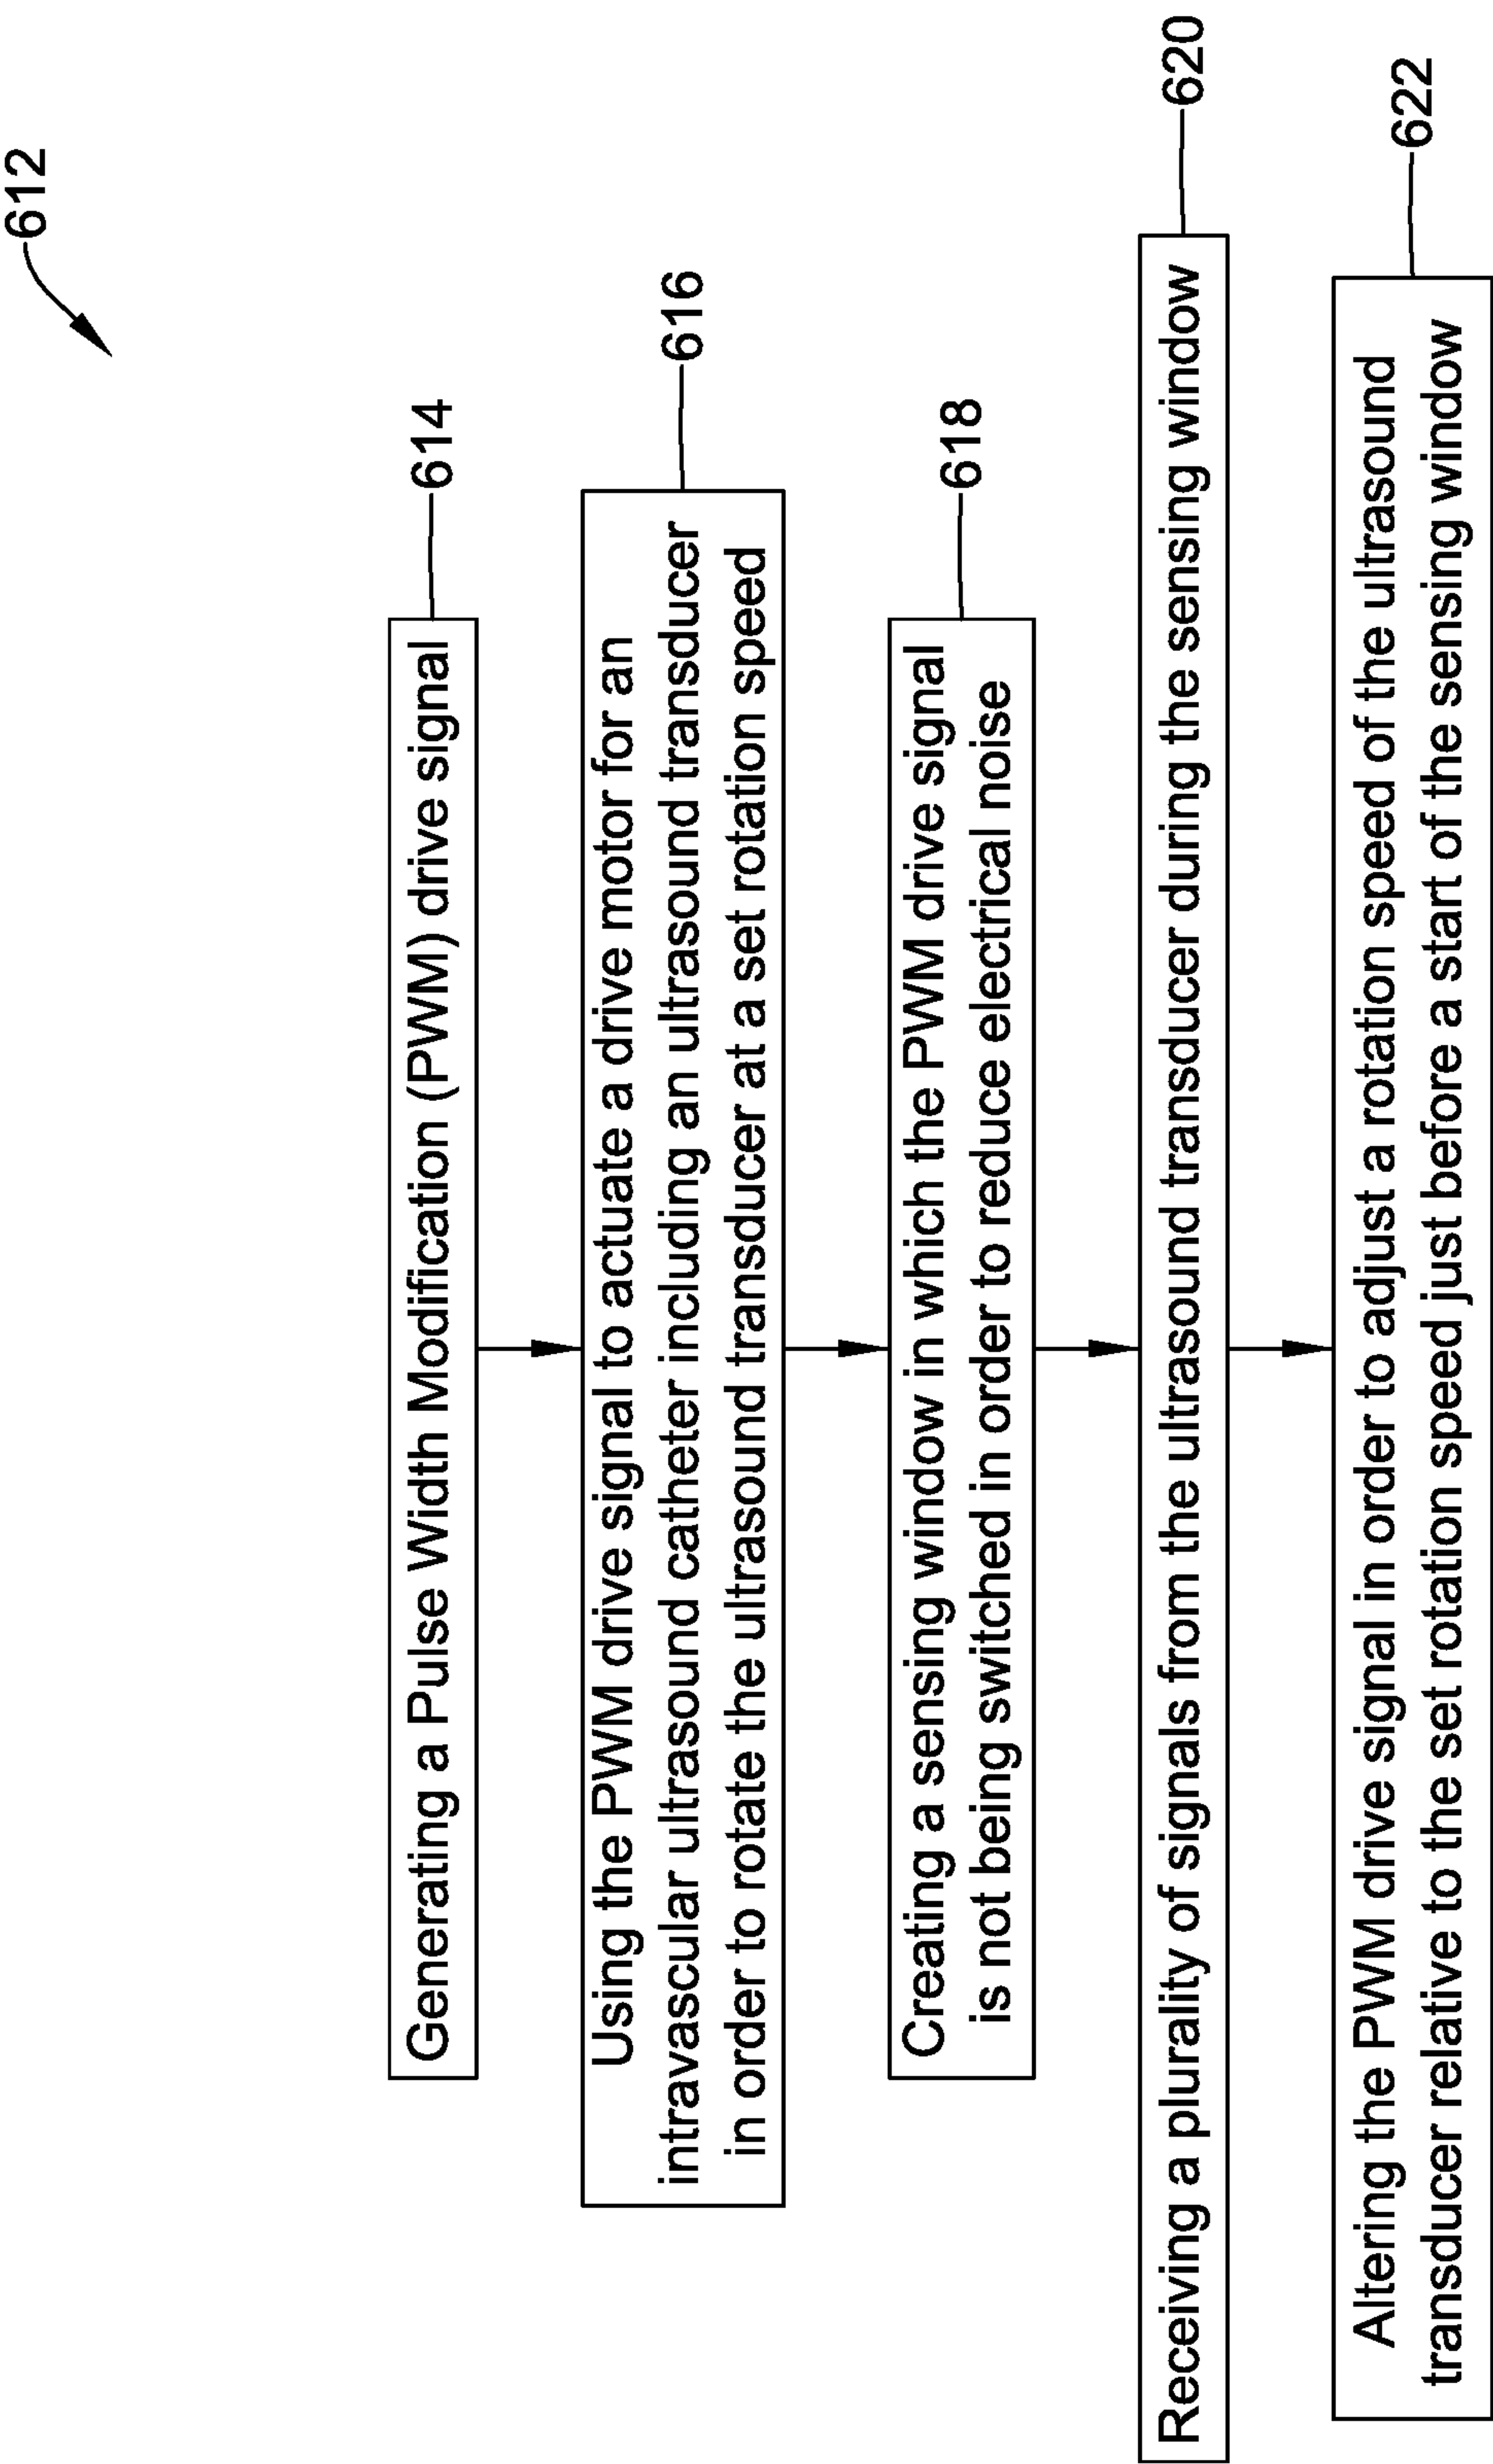 612
Generating a Pulse Width Modification (PWM) drive signal
614
Using the PWM drive signal to actuate a drive motor for an
intravascular ultrasound catheter including an ultrasound transducer
in order to rotate the ultrasound transducer at a set rotation speed
616
Creating a sensing window in which the PWM drive signal
is not being switched in order to reduce electrical noise
618
Receiving a plurality of signals from the ultrasound transducer during the sensing window
620
Altering the PWM drive signal in order to adjust a rotation speed of the ultrasound
transducer relative to the set rotation speed just before a start of the sensing window
622